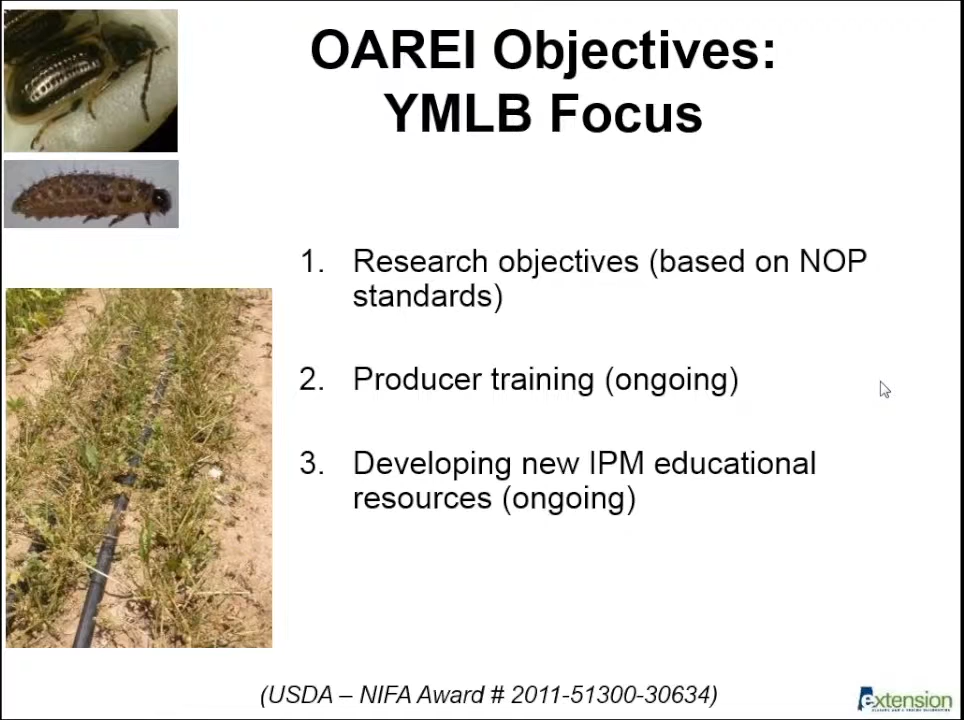 OAREI Objectives:
YMLB Focus
1. Research objectives (based on NOP
standards)
2. Producer training (ongoing)
3. Developing new IPM educational
resources (ongoing)
(USDA – NIFA Award # 2011-51300-30634)
extension